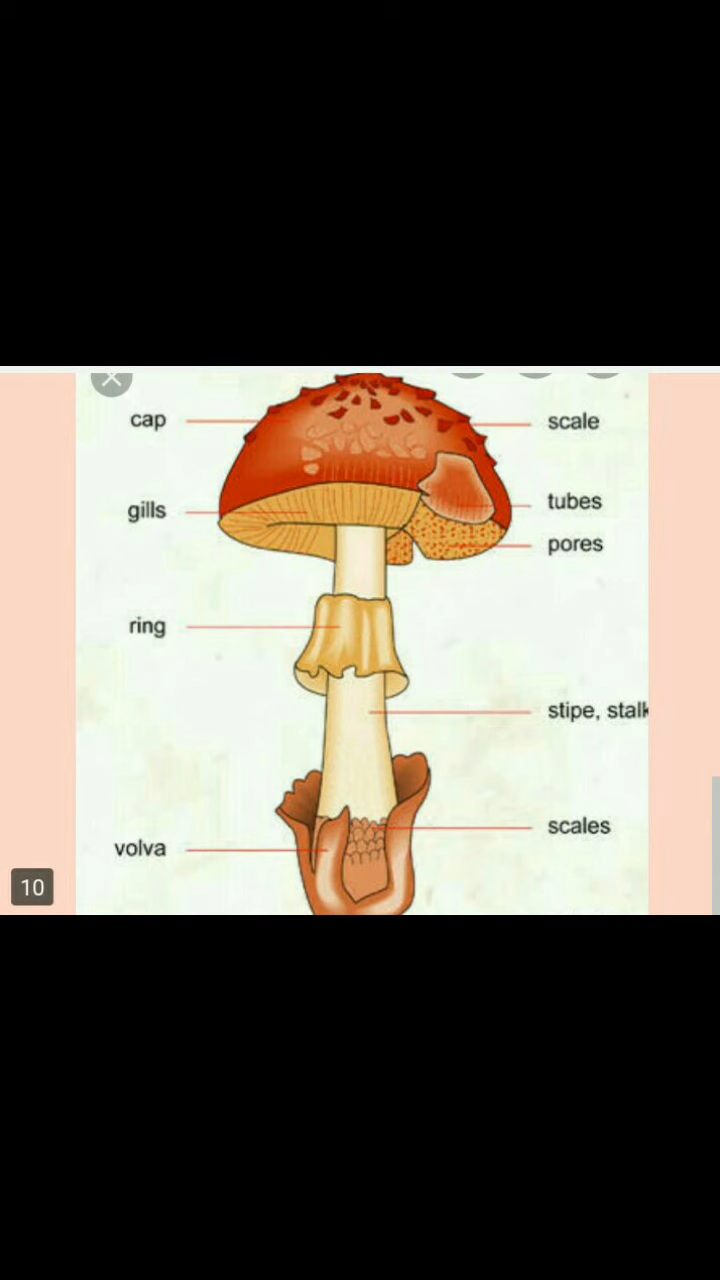 cap
scale
gills
tubes
pores
ring
stipe, stalk
scales
volva
10